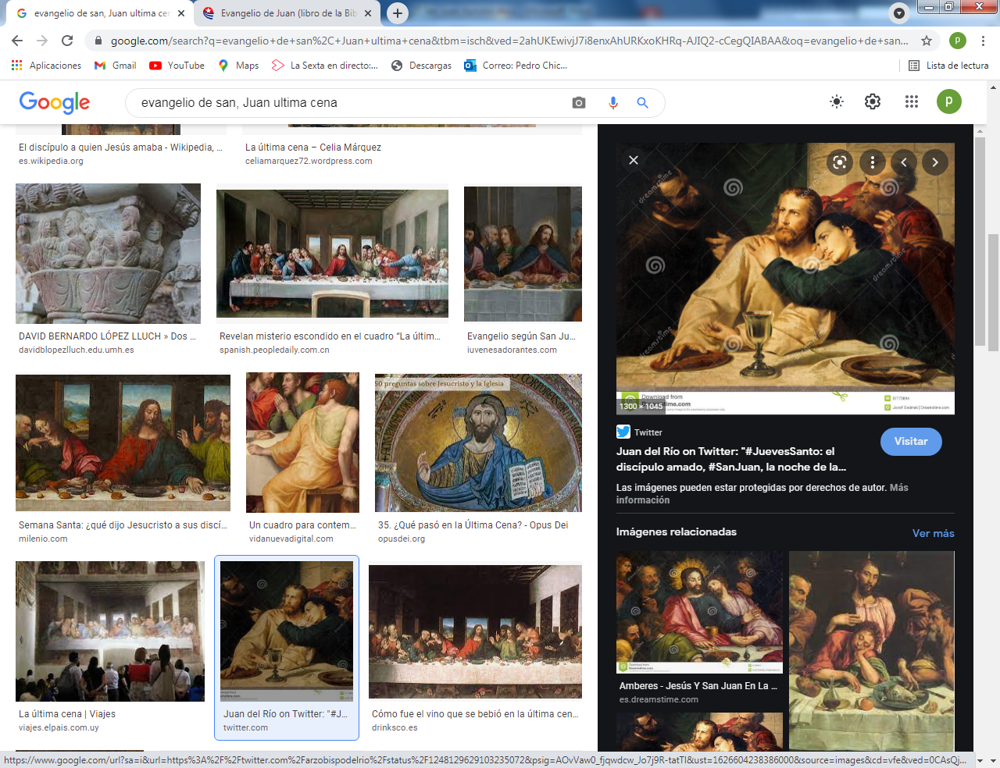 evangelio de san, Juan ultima cen
Evangelio de Juan (libro de la Bib
google.com/search?q=evangelio+de+san%2C+Juan+ultima+cena&tbm=isch&ved=2ahUKEwivjJ7i8enxAhURKxoKHRq-AJIQ2-cCegQIABAA&oq=evangelio+de+san...
p
Aplicaciones
Gmail
YouTube
Maps
La Sexta en directo:...
Descargas
Correo: Pedro Chic...
Lista de lectura
Google
evangelio de san, Juan ultima cena
p
El discípulo a quien Jesús amaba - Wikipedia, ...
es.wikipedia.org
La última cena – Celia Márquez
celiamarquez72.wordpress.com
DAVID BERNARDO LÓPEZ LLUCH » Dos ...
davidblopezlluch.edu.umh.es
Revelan misterio escondido en el cuadro “La últim...
spanish.peopledaily.com.cn
Evangelio según San Ju...
iuvenesadorantes.com
50 preguntas sobre Jesucristo y la Iglesia
Semana Santa: ¿qué dijo Jesucristo a sus discí...
milenio.com
Un cuadro para contem...
vidanuevadigital.com
35. ¿Qué pasó en la Última Cena? - Opus Dei
opusdei.org
La última cena | Viajes
viajes.elpais.com.uy
Juan del Río on Twitter: "#J...
twitter.com
Cómo fue el vino que se bebió en la última cen...
drinksco.es
dreamstime
dreamstime
dreamstime
dreamstime
Download from
1300 × 1045
Twitter
Visitar
Juan del Río on Twitter: "#JuevesSanto: el
discípulo amado, #SanJuan, la noche de la...
Las imágenes pueden estar protegidas por derechos de autor. Más
información
Imágenes relacionadas
Ver más
Amberes - Jesús Y San Juan En La ...
es.dreamstime.com
https://www.google.com/url?sa=i&url=https%3A%2F%2Ftwitter.com%2Farzobispodelrio%2Fstatus%2F1248129629103235072&psig=AOvVaw0_fjqwdcw_Jo7j9R-tatTI&ust=1626604238386000&source=images&cd=vfe&ved=0CAsQj...